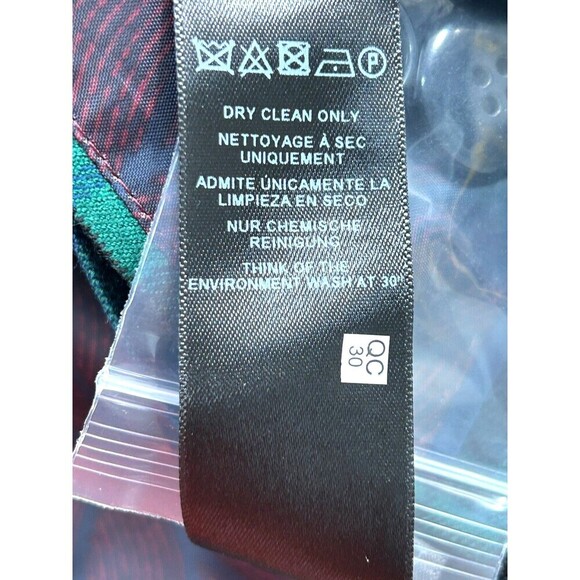 P
DRY CLEAN ONLY
NETTOYAGE À SEC
UNIQUEMENT
ADMITE ÚNICAMENTE LA
LIMPIEZA EN SECO
NUR CHEMISCHE
REINIGUNG
THINK OF THE
ENVIRONMENT WASH AT 30°
QC
30